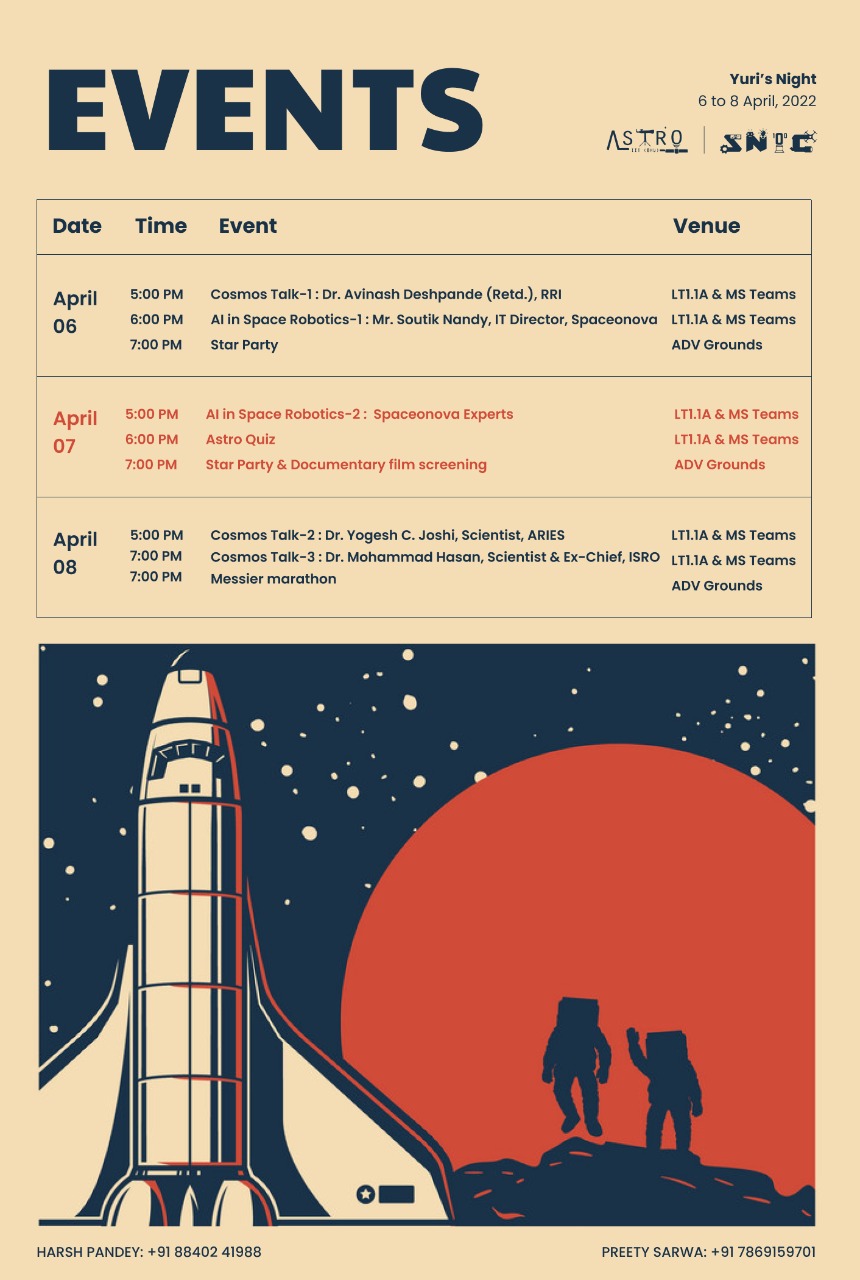 EVENTS
Yuri's Night
6 to 8 April, 2022
ASTRO
SNIC
Date Time Event Venue
April 06
5:00 PM Cosmos Talk-1 : Dr. Avinash Deshpande (Retd.), RRI LT1.1A & MS Teams
6:00 PM AI in Space Robotics-1 : Mr. Soutik Nandy, IT Director, Spaceonova LT1.1A & MS Teams
7:00 PM Star Party ADV Grounds
April 07
5:00 PM AI in Space Robotics-2 : Spaceonova Experts LT1.1A & MS Teams
6:00 PM Astro Quiz LT1.1A & MS Teams
7:00 PM Star Party & Documentary film screening ADV Grounds
April 08
5:00 PM Cosmos Talk-2 : Dr. Yogesh C. Joshi, Scientist, ARIES LT1.1A & MS Teams
7:00 PM Cosmos Talk-3 : Dr. Mohammad Hasan, Scientist & Ex-Chief, ISRO LT1.1A & MS Teams
7:00 PM Messier marathon ADV Grounds
HARSH PANDEY: +91 88402 41988
PREETY SARWA: +91 7869159701